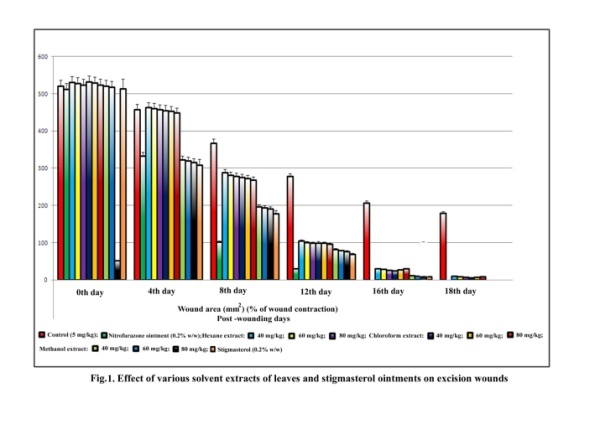 600
500
400
300
200
100
0
0th day 4th day 8th day 12th day 16th day 18th day
Wound area (mm2) (% of wound contraction)
Post -wounding days
Control (5 mg/kg); Nitrofurazone ointment (0.2% w/w);Hexane extract: 40 mg/kg; 60 mg/kg; 80 mg/kg; Chloroform extract: 40 mg/kg; 60 mg/kg; 80 mg/kg;
Methanol extract: 40 mg/kg; 60 mg/kg; 80 mg/kg; Stigmasterol (0.2% w/w)
Fig.1. Effect of various solvent extracts of leaves and stigmasterol ointments on excision wounds